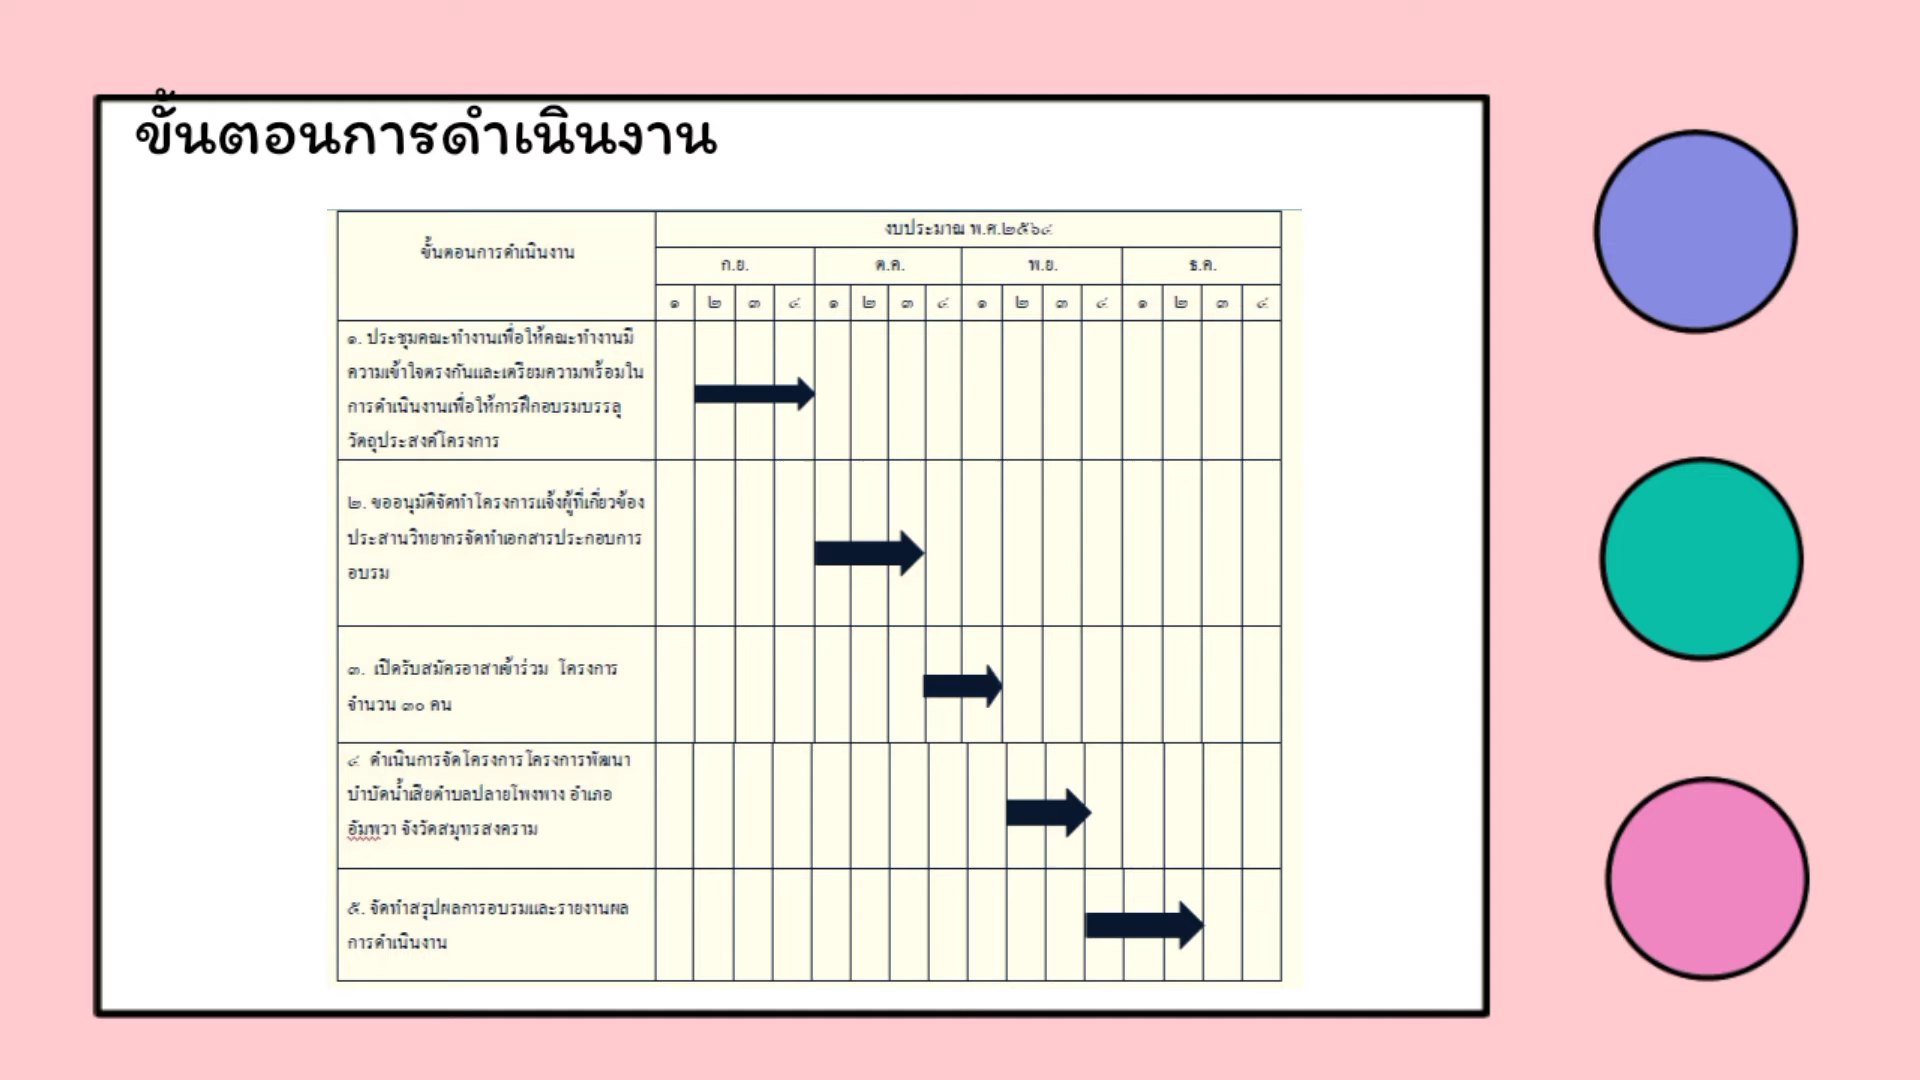 ขั้นตอนการดำเนินงาน
ขั้นตอนการดำเนินงาน
งบประมาณ พ.ศ.๒๕๖๔
ก.ย. ต.ค. พ.ย. ธ.ค.
๑ ๒ ๓ ๔ ๑ ๒ ๓ ๔ ๑ ๒ ๓ ๔ ๑ ๒ ๓ ๔
๑. ประชุมคณะทำงานเพื่อให้คณะทำงานมี
ความเข้าใจตรงกันและเตรียมความพร้อมใน
การดำเนินงานเพื่อให้การฝึกอบรมบรรลุ
วัตถุประสงค์โครงการ
๒. ขออนุมัติจัดทำโครงการแจ้งผู้ที่เกี่ยวข้อง
ประสานวิทยากรจัดทำเอกสารประกอบการ
อบรม
๓. เปิดรับสมัครอาสาเข้าร่วม โครงการ
จำนวน ๓๐ คน
๔ ดำเนินการจัดโครงการโครงการพัฒนา
บำบัดน้ำเสียตำบลปลายโพงพาง อำเภอ
อัมพวา จังวัดสมุทรสงคราม
๕. จัดทำสรุปผลการอบรมและรายงานผล
การดำเนินงาน